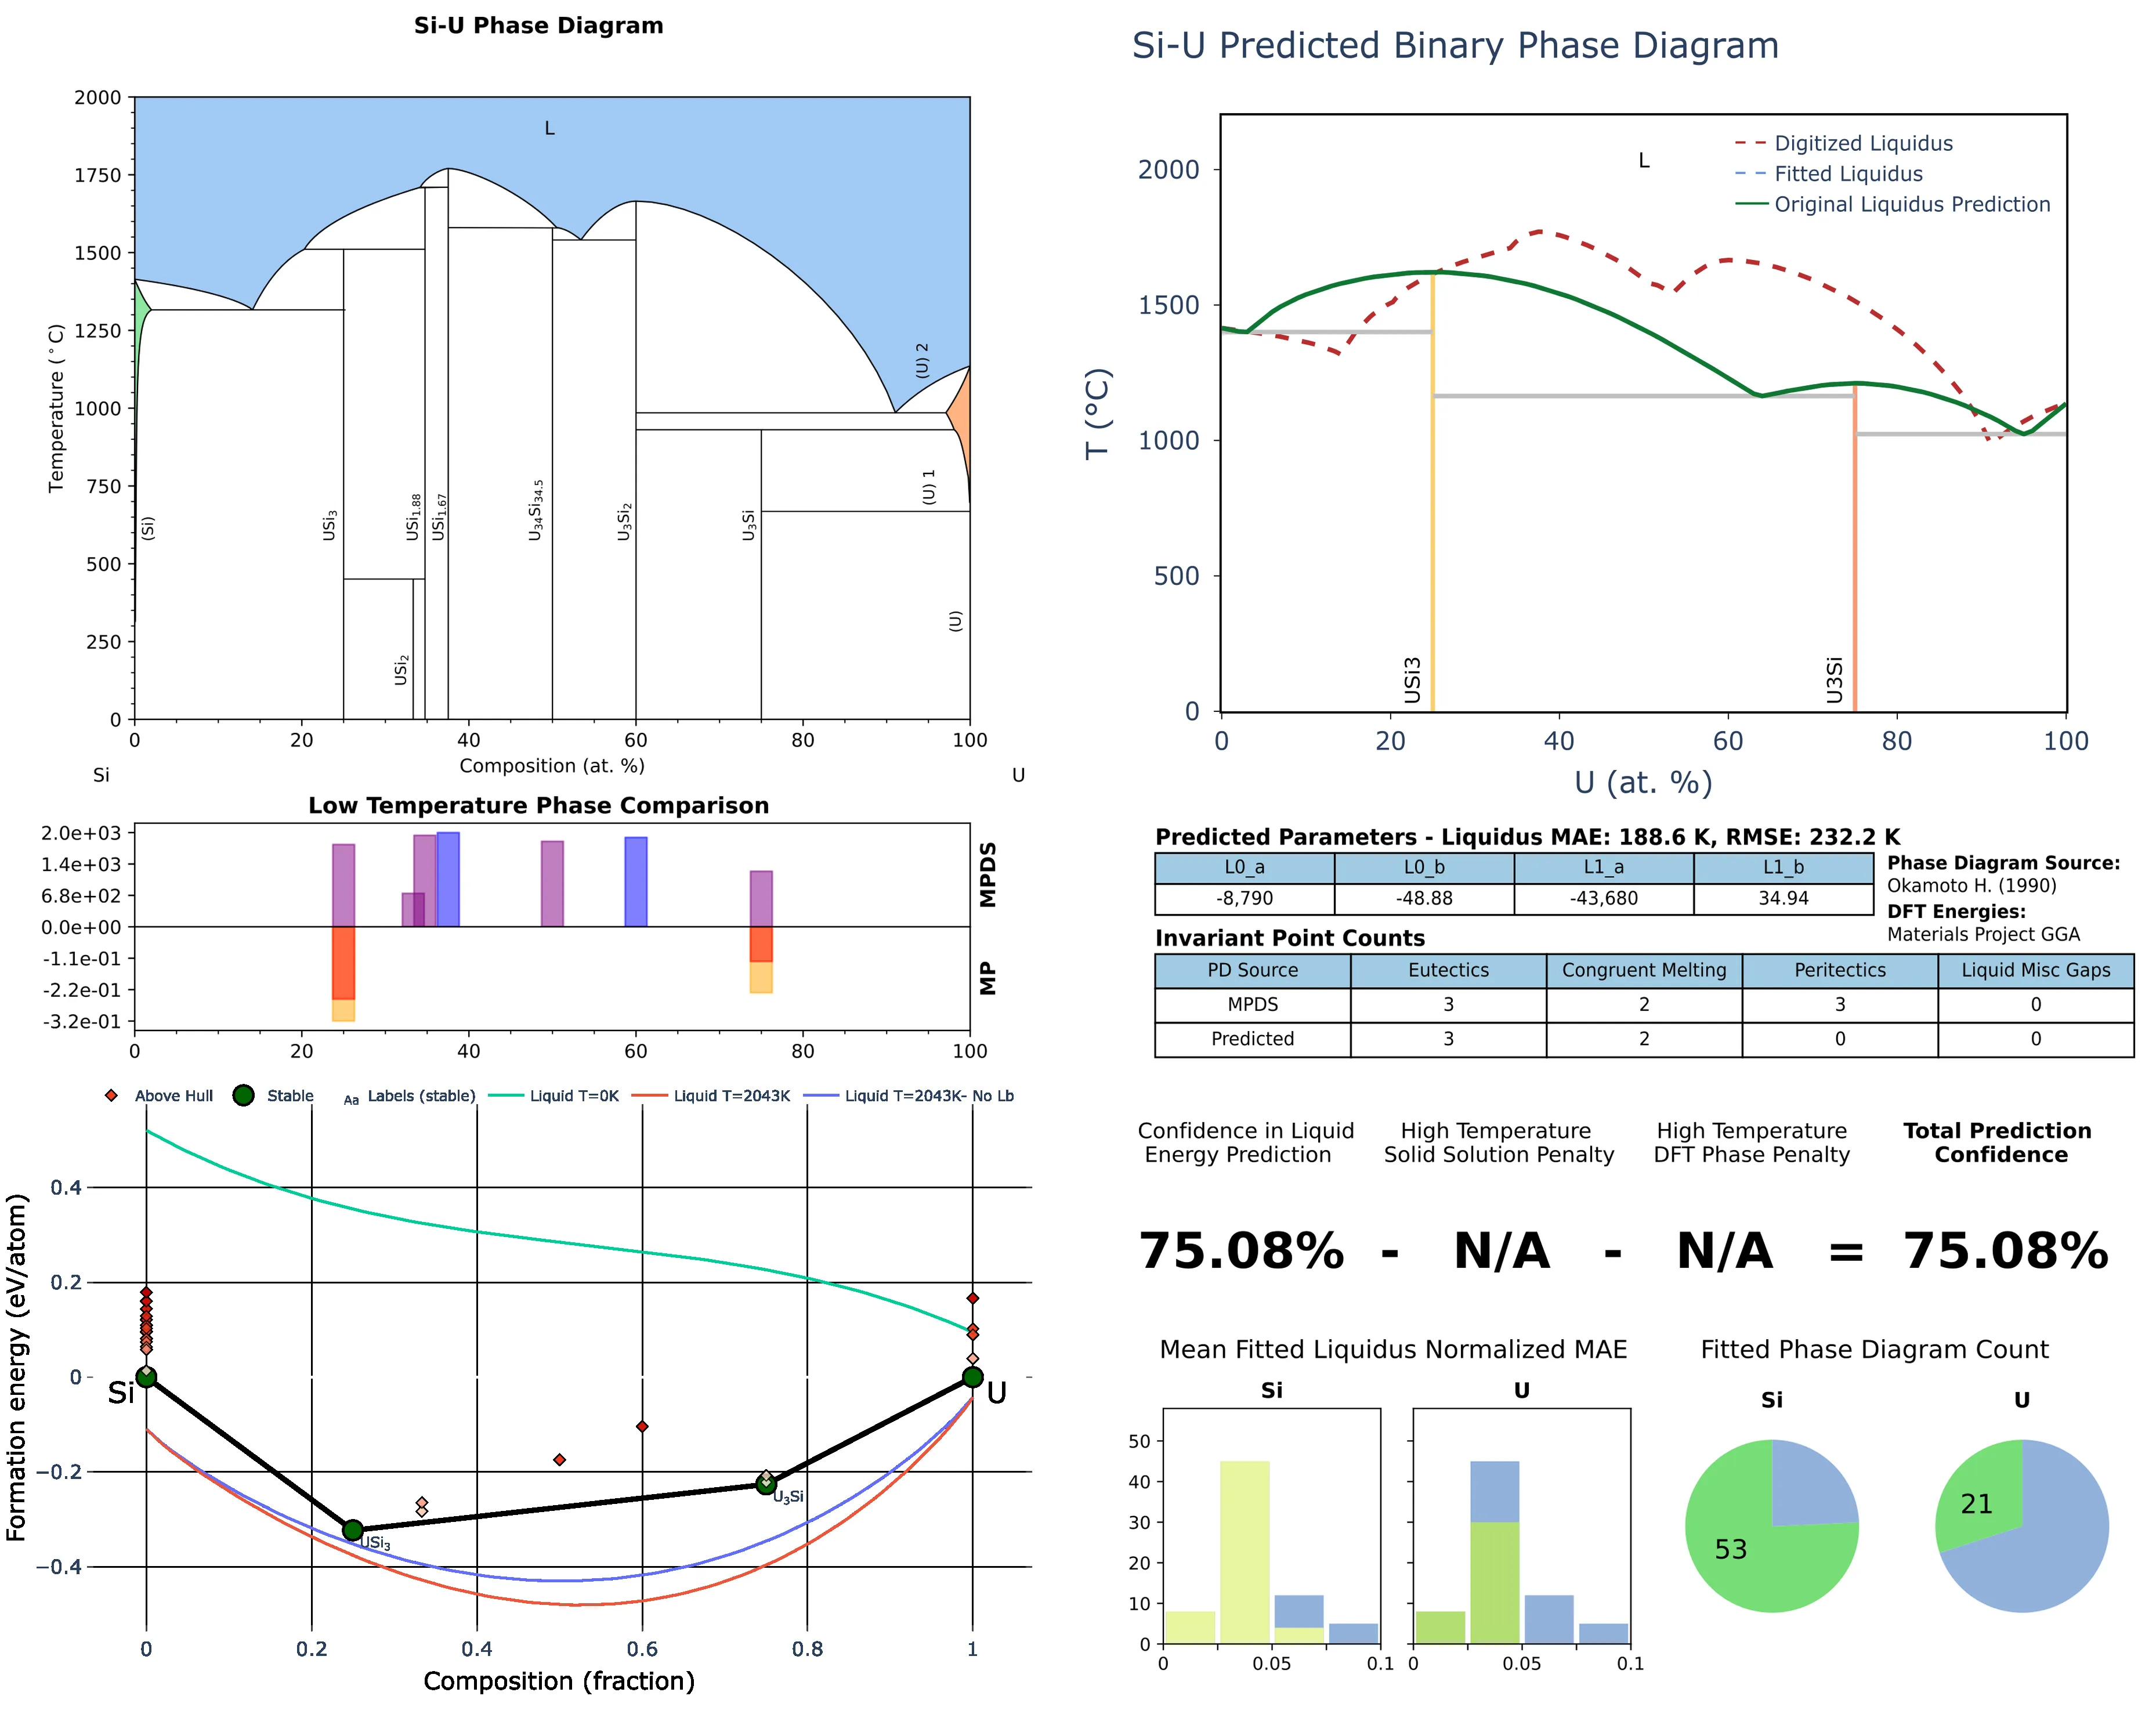 Si-U Phase Diagram
2000
1750
1500
1250
1000
750
500
250
0
Temperature (°C)
L
(Si)
USi3
USi2
USi1.88
USi1.67
U34Si34.5
U3Si2
U3Si
(U) 2
(U) 1
(U)
0 20 40 60 80 100
Composition (at. %)
Si U
Low Temperature Phase Comparison
2.0e+03
1.4e+03
6.8e+02
0.0e+00
-1.1e-01
-2.2e-01
-3.2e-01
MPDS
MP
0 20 40 60 80 100
Above Hull Stable Aa Labels (stable) Liquid T=0K Liquid T=2043K Liquid T=2043K- No Lb
0.4
0.2
0
−0.2
−0.4
Formation energy (eV/atom)
Si
U
USi3
U3Si
0 0.2 0.4 0.6 0.8 1
Composition (fraction)
Si-U Predicted Binary Phase Diagram
L
Digitized Liquidus
Fitted Liquidus
Original Liquidus Prediction
2000
1500
1000
500
0
T (°C)
USi3
U3Si
0 20 40 60 80 100
U (at. %)
Predicted Parameters - Liquidus MAE: 188.6 K, RMSE: 232.2 K
L0_a L0_b L1_a L1_b
-8,790 -48.88 -43,680 34.94
Phase Diagram Source:
Okamoto H. (1990)
DFT Energies:
Materials Project GGA
Invariant Point Counts
PD Source Eutectics Congruent Melting Peritectics Liquid Misc Gaps
MPDS 3 2 3 0
Predicted 3 2 0 0
Confidence in Liquid
Energy Prediction
High Temperature
Solid Solution Penalty
High Temperature
DFT Phase Penalty
Total Prediction
Confidence
75.08% - N/A - N/A = 75.08%
Mean Fitted Liquidus Normalized MAE
Si U
50
40
30
20
10
0
0 0.05 0.1
0 0.05 0.1
Fitted Phase Diagram Count
Si U
53
21